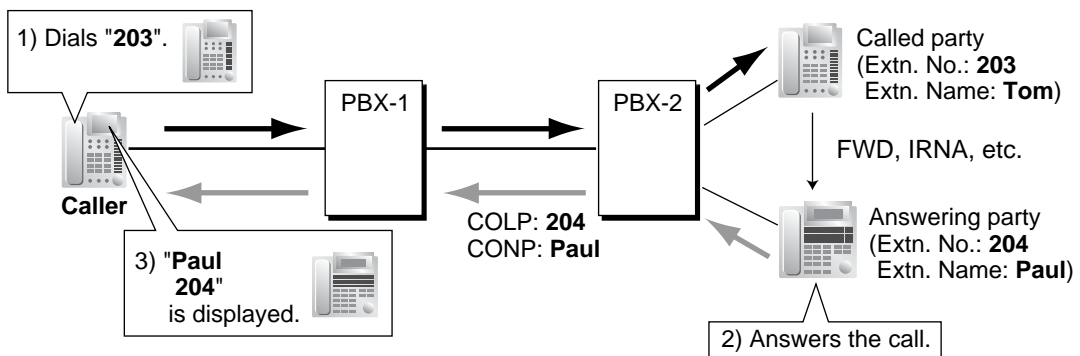 1) Dials "203".
PBX-1
PBX-2
Called party
(Extn. No.: 203
Extn. Name: Tom)
FWD, IRNA, etc.
Caller
COLP: 204
CONP: Paul
Answering party
(Extn. No.: 204
Extn. Name: Paul)
3) "Paul
204"
is displayed.
2) Answers the call.